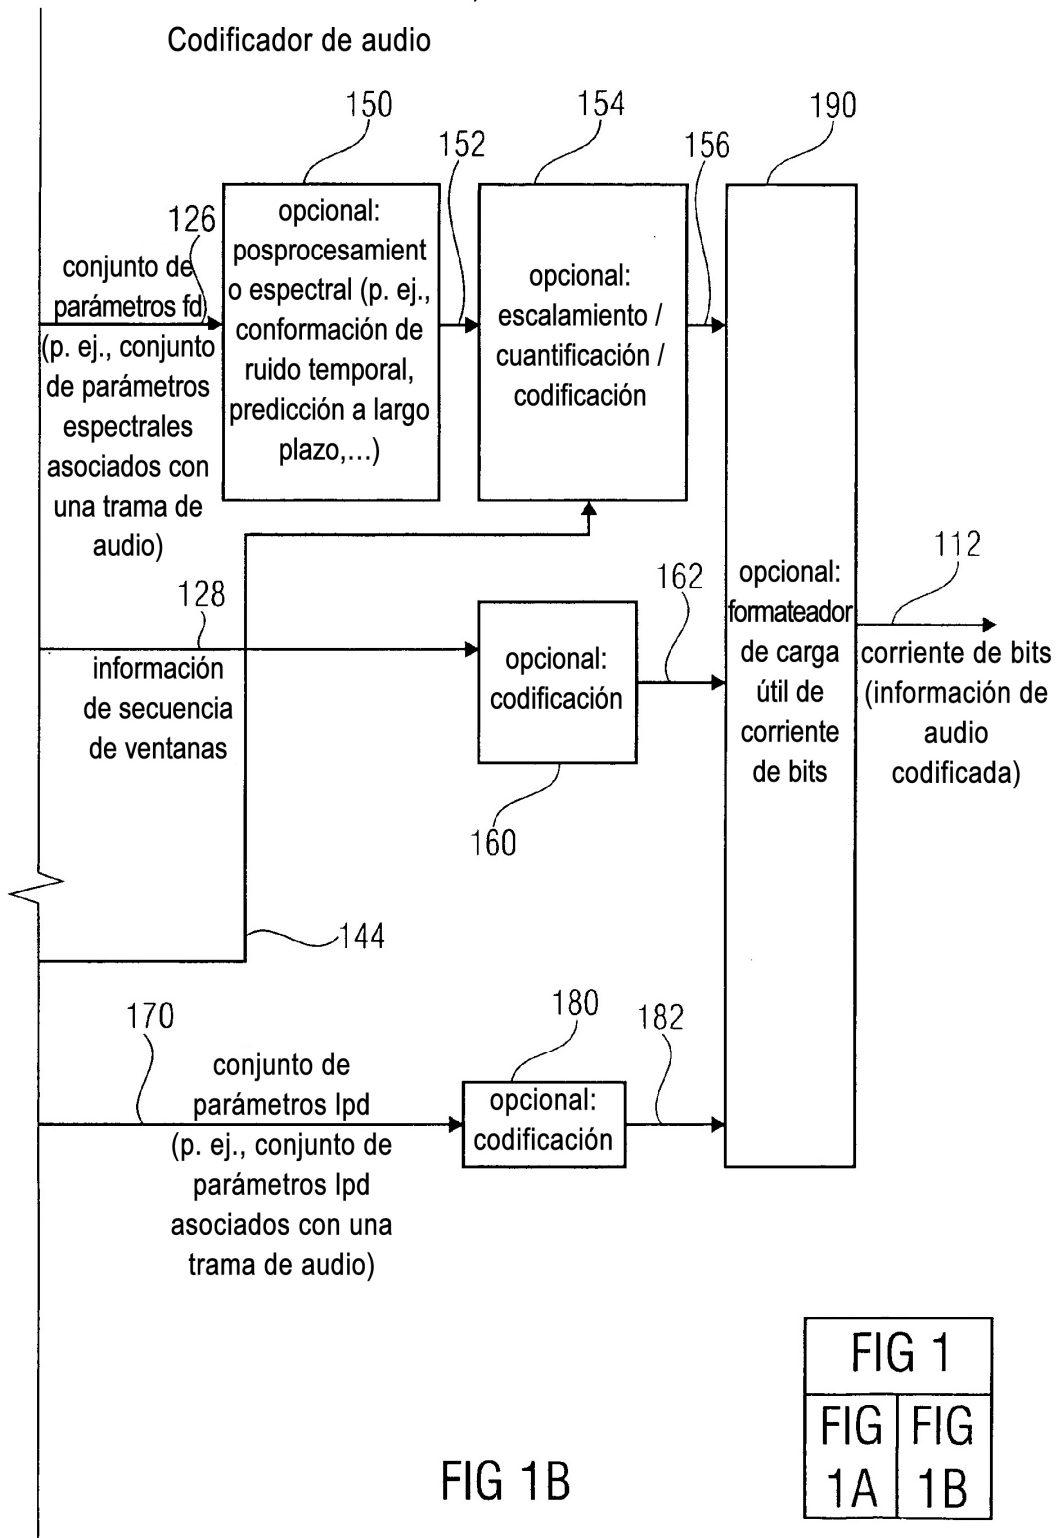 Codificador de audio
150
154
190
152
156
126
conjunto de
parámetros fd
(p. ej., conjunto
de parámetros
espectrales
asociados con
una trama de
audio)
opcional:
posprocesamient
o espectral (p. ej.,
conformación de
ruido temporal,
predicción a largo
plazo,...)
opcional:
escalamiento /
cuantificación /
codificación
128
información
de secuencia
de ventanas
opcional:
codificación
162
160
opcional:
formateador
de carga
útil de
corriente
de bits
112
corriente de bits
(información de
audio
codificada)
144
170
conjunto de
parámetros lpd
(p. ej., conjunto de
parámetros lpd
asociados con una
trama de audio)
180
182
opcional:
codificación
FIG 1
FIG
1A
FIG
1B
FIG 1B